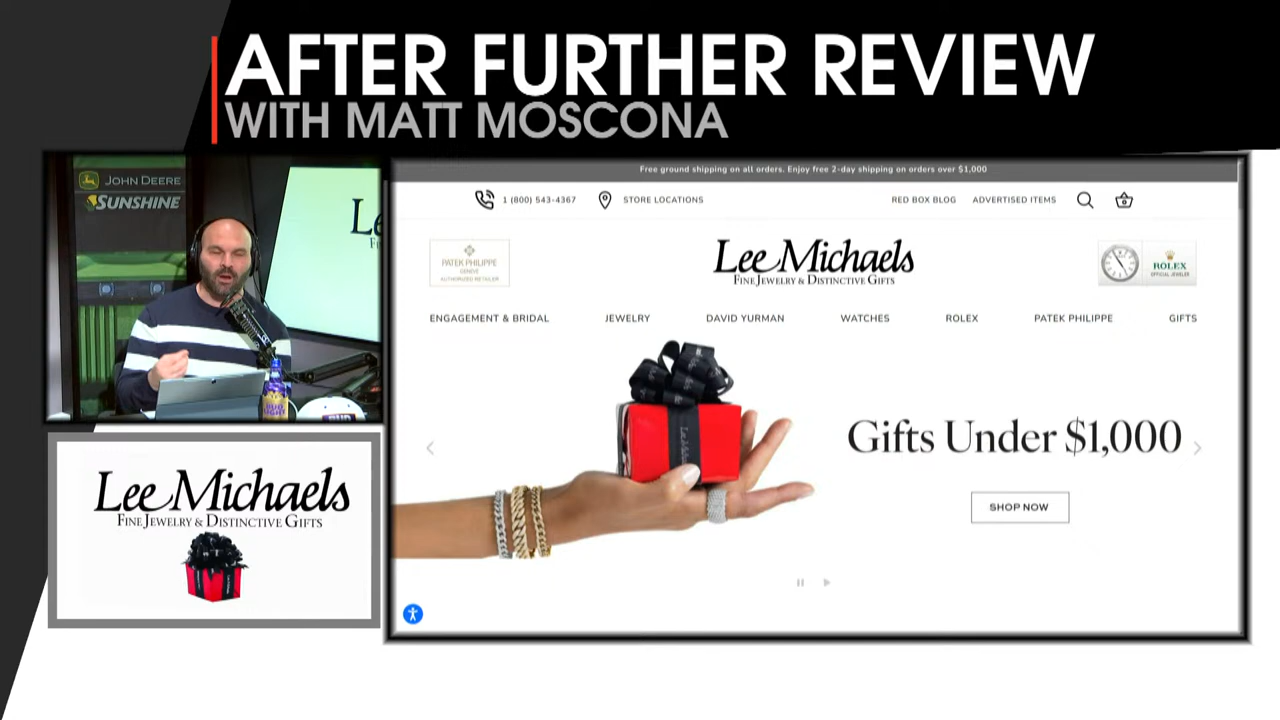 AFTER FURTHER REVIEW
WITH MATT MOSCONA
JOHN DEERE
SUNSHINE
Free ground shipping on all orders. Enjoy free 2-day shipping on orders over $1,000
1 (800) 543-4367
STORE LOCATIONS
RED BOX BLOG
ADVERTISED ITEMS
PATEK PHILIPPE
GENEVE
AUTHORIZED RETAILER
Lee Michaels
FINE JEWELRY & DISTINCTIVE GIFTS
ROLEX
OFFICIAL JEWELER
ENGAGEMENT & BRIDAL
JEWELRY
DAVID YURMAN
WATCHES
ROLEX
PATEK PHILIPPE
GIFTS
Gifts Under $1,000
SHOP NOW
Lee Michaels
FINE JEWELRY & DISTINCTIVE GIFTS